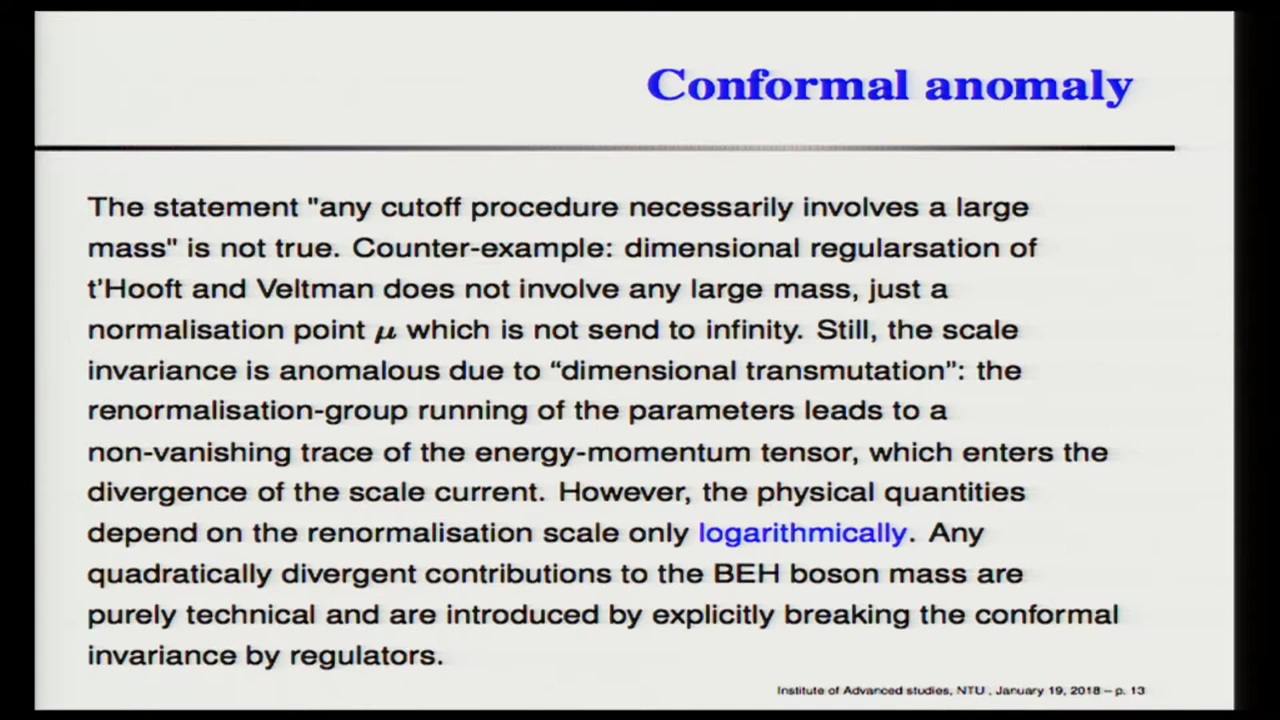 Conformal anomaly
The statement "any cutoff procedure necessarily involves a large
mass" is not true. Counter-example: dimensional regularsation of
t'Hooft and Veltman does not involve any large mass, just a
normalisation point μ which is not send to infinity. Still, the scale
invariance is anomalous due to “dimensional transmutation”: the
renormalisation-group running of the parameters leads to a
non-vanishing trace of the energy-momentum tensor, which enters the
divergence of the scale current. However, the physical quantities
depend on the renormalisation scale only logarithmically. Any
quadratically divergent contributions to the BEH boson mass are
purely technical and are introduced by explicitly breaking the conformal
invariance by regulators.
Institute of Advanced studies, NTU , January 19, 2018 – p. 13